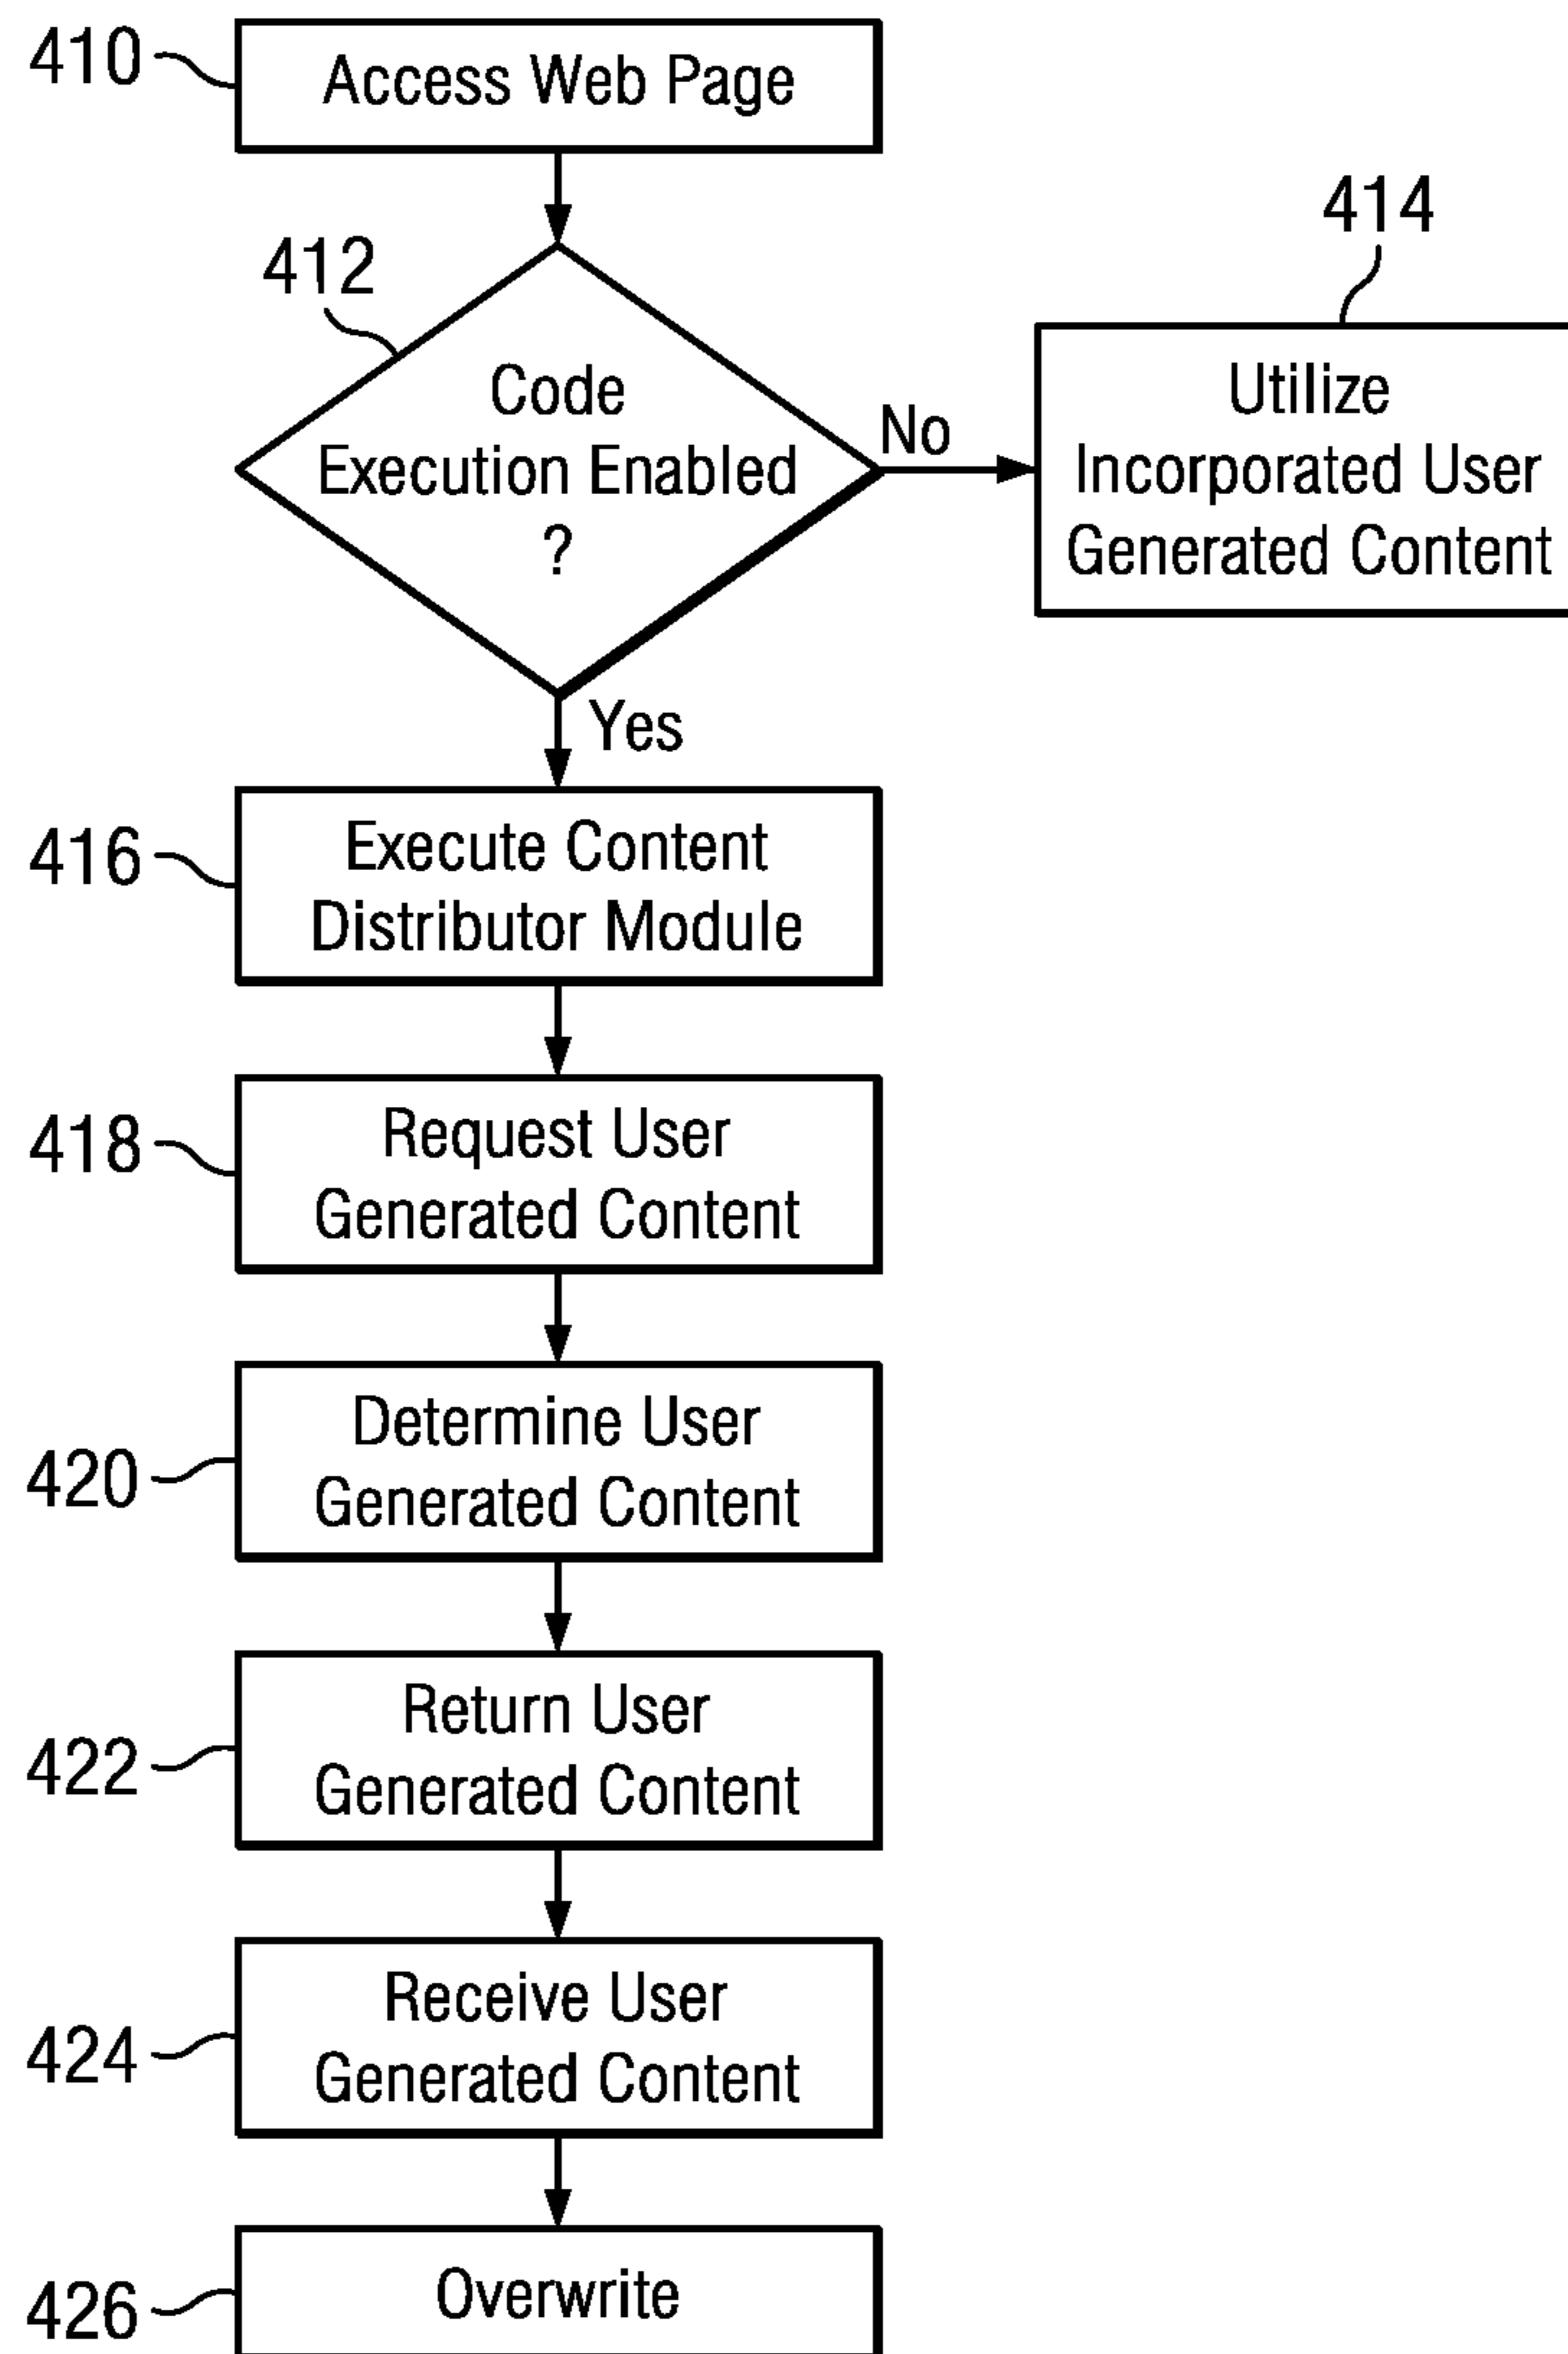 410
Access Web Page
414
412
Code
Execution Enabled
?
No
Utilize
Incorporated User
Generated Content
Yes
416
Execute Content
Distributor Module
418
Request User
Generated Content
420
Determine User
Generated Content
422
Return User
Generated Content
424
Receive User
Generated Content
426
Overwrite